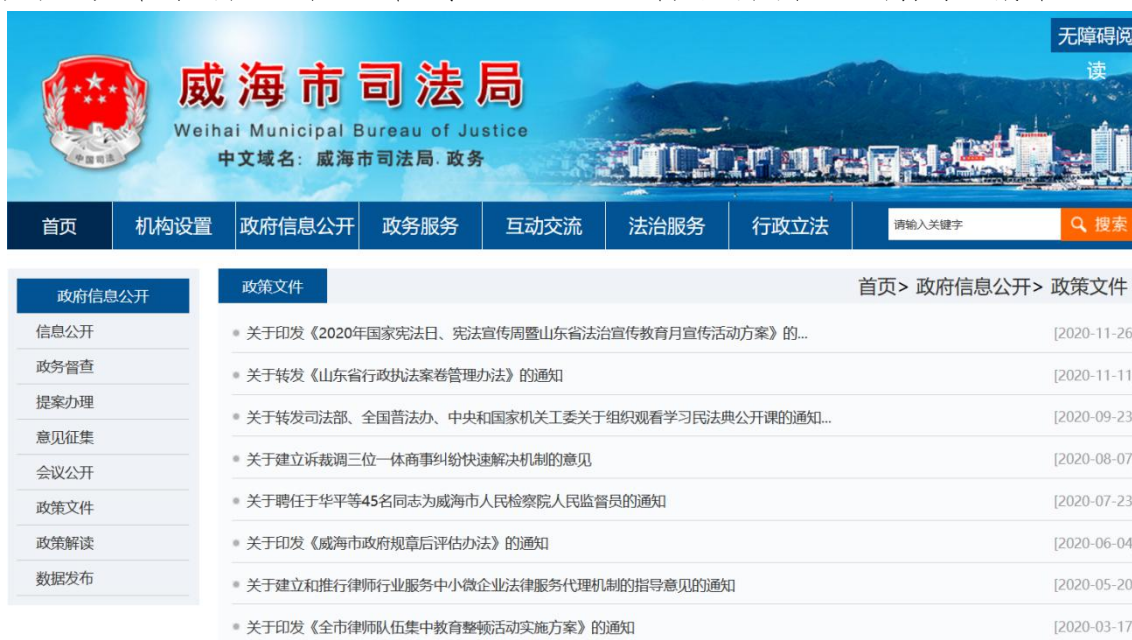 无障碍阅
读
威海市司法局
Weihai Municipal Bureau of Justice
中文域名：威海市司法局.政务
中国司法
首页 机构设置 政府信息公开 政务服务 互动交流 法治服务 行政立法 请输入关键字 搜索
政府信息公开
信息公开
政务督查
提案办理
意见征集
会议公开
政策文件
政策解读
数据发布
政策文件 首页> 政府信息公开> 政策文件
关于印发《2020年国家宪法日、宪法宣传周暨山东省法治宣传教育月宣传活动方案》的... [2020-11-26
关于转发《山东省行政执法案卷管理办法》的通知 [2020-11-11
关于转发司法部、全国普法办、中央和国家机关工委关于组织观看学习民法典公开课的通知... [2020-09-23
关于建立诉裁调三位一体商事纠纷快速解决机制的意见 [2020-08-07
关于聘任于华平等45名同志为威海市人民检察院人民监督员的通知 [2020-07-23
关于印发《威海市政府规章后评估办法》的通知 [2020-06-04
关于建立和推行律师行业服务中小微企业法律服务代理机制的指导意见的通知 [2020-05-20
关于印发《全市律师队伍集中教育整顿活动实施方案》的通知 [2020-03-17